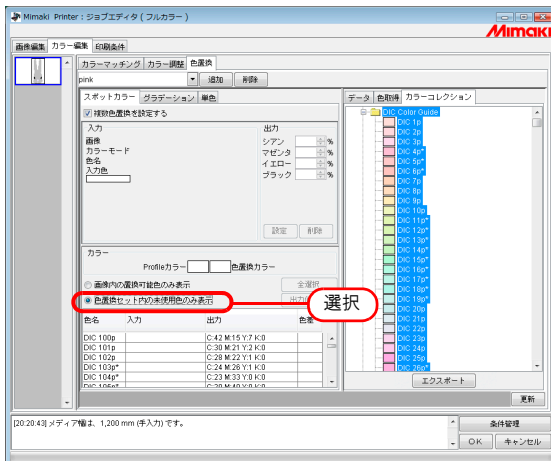 Mimaki Printer : ジョブエディタ ( フルカラー )
Mimaki
画像編集 カラー編集 印刷条件
カラーマッチング カラー調整 色置換
pink 追加 削除
スポットカラー グラデーション 単色
複数色置換を設定する
入力 出力
画像 シアン %
カラーモード マゼンタ %
色名 イエロー %
入力色 ブラック %
設定 削除
カラー
Profileカラー 色置換カラー
画像内の置換可能色のみ表示 全選択
色置換セット内の未使用色のみ表示
選択
色名 入力 出力 色差
DIC 100p C:42 M:15 Y:7 K:0
DIC 101p C:30 M:21 Y:2 K:0
DIC 102p C:28 M:22 Y:1 K:0
DIC 103p* C:24 M:26 Y:1 K:0
DIC 104p* C:23 M:33 Y:0 K:0
データ 色取得 カラーコレクション
DIC Color Guide
DIC 1p
DIC 2p
DIC 3p
DIC 4p*
DIC 5p*
DIC 6p*
DIC 7p
DIC 8p
DIC 9p
DIC 10p
DIC 11p*
DIC 12p*
DIC 13p*
DIC 14p*
DIC 15p*
DIC 16p*
DIC 17p*
DIC 18p*
DIC 19p*
DIC 20p
DIC 21p
DIC 22p
DIC 23p
DIC 24p
DIC 25p
DIC 26p*
エクスポート
更新
[20:20:43] メディア幅は、1,200 mm (手入力) です。
条件管理
OK キャンセル